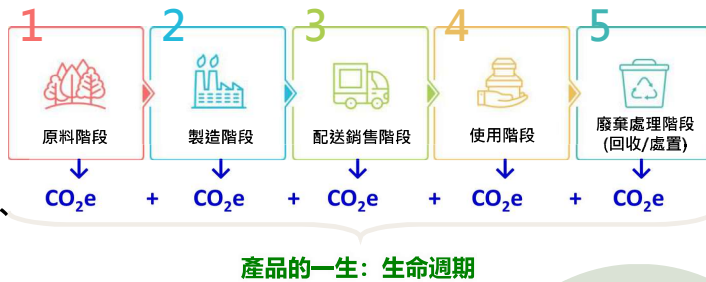 1
原料階段
2
製造階段
3
配送銷售階段
4
使用階段
5
廢棄處理階段
(回收/處置)
CO₂e + CO₂e + CO₂e + CO₂e + CO₂e
、
產品的一生：生命週期